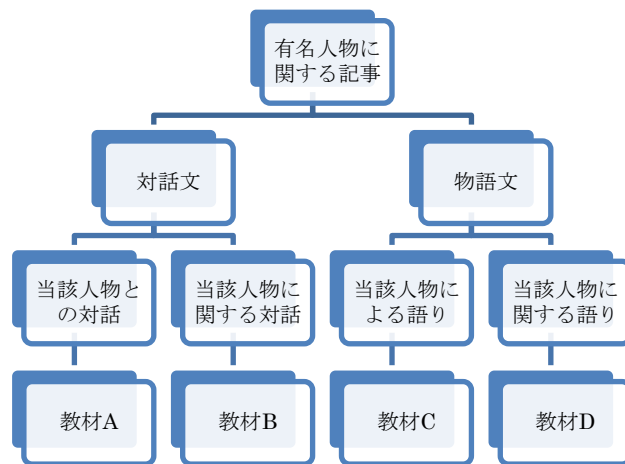 有名人物に
関する記事
対話文
物語文
当該人物と
の対話
当該人物に
関する対話
当該人物に
よる語り
当該人物に
関する語り
教材A
教材B
教材C
教材D